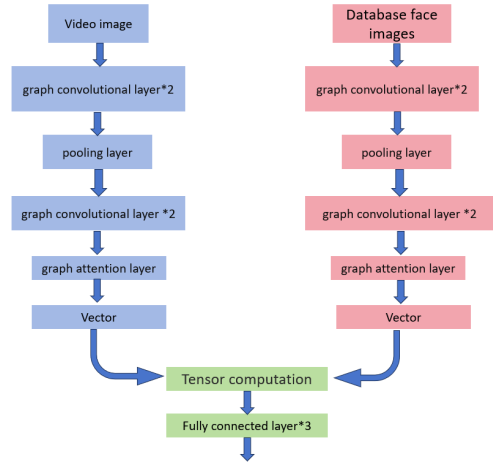 Video image
graph convolutional layer*2
pooling layer
graph convolutional layer *2
graph attention layer
Vector
Database face
images
graph convolutional layer*2
pooling layer
graph convolutional layer *2
graph attention layer
Vector
Tensor computation
Fully connected layer*3